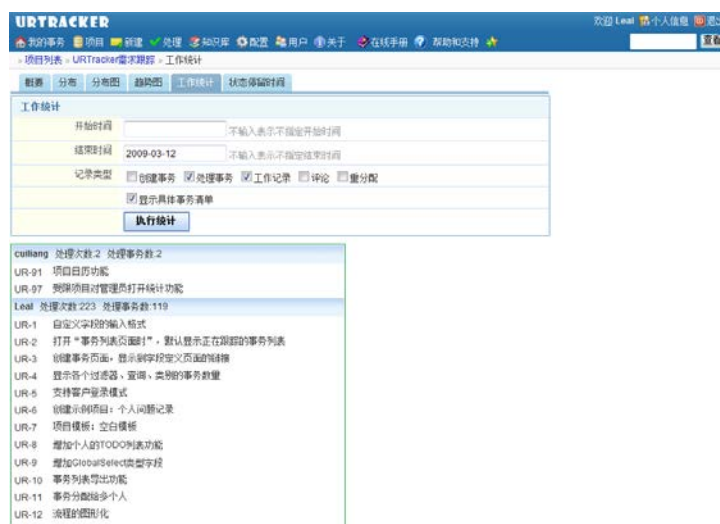 URTRACKER
欢迎 Leal 个人信息 退出
我的事务 项目 新建 处理 知识库 配置 用户 关于 在线手册 帮助和支持 查看
项目列表 » URTracker需求跟踪 » 工作统计
概要 分布 分布图 趋势图 工作统计 状态停留时间
工作统计
开始时间 不输入表示不指定开始时间
结束时间 2009-03-12 不输入表示不指定结束时间
记录类型 创建事务 处理事务 工作记录 评论 重分配
显示具体事务清单
执行统计
cuiliang 处理次数:2 处理事务数:2
UR-91 项目日历功能
UR-97 受限项目对管理员打开统计功能
Leal 处理次数:223 处理事务数:119
UR-1 自定义字段的输入格式
UR-2 打开“事务列表页面时”,默认显示正在跟踪的事务列表
UR-3 创建事务页面,显示到字段定义页面的链接
UR-4 显示各个过滤器、查询、类别的事务数量
UR-5 支持客户登录模式
UR-6 创建示例项目:个人问题记录
UR-7 项目模板:空白模板
UR-8 增加个人的TODO列表功能
UR-9 增加GlobalSelect类型字段
UR-10 事务列表导出功能
UR-11 事务分配给多个人
UR-12 流程的图形化